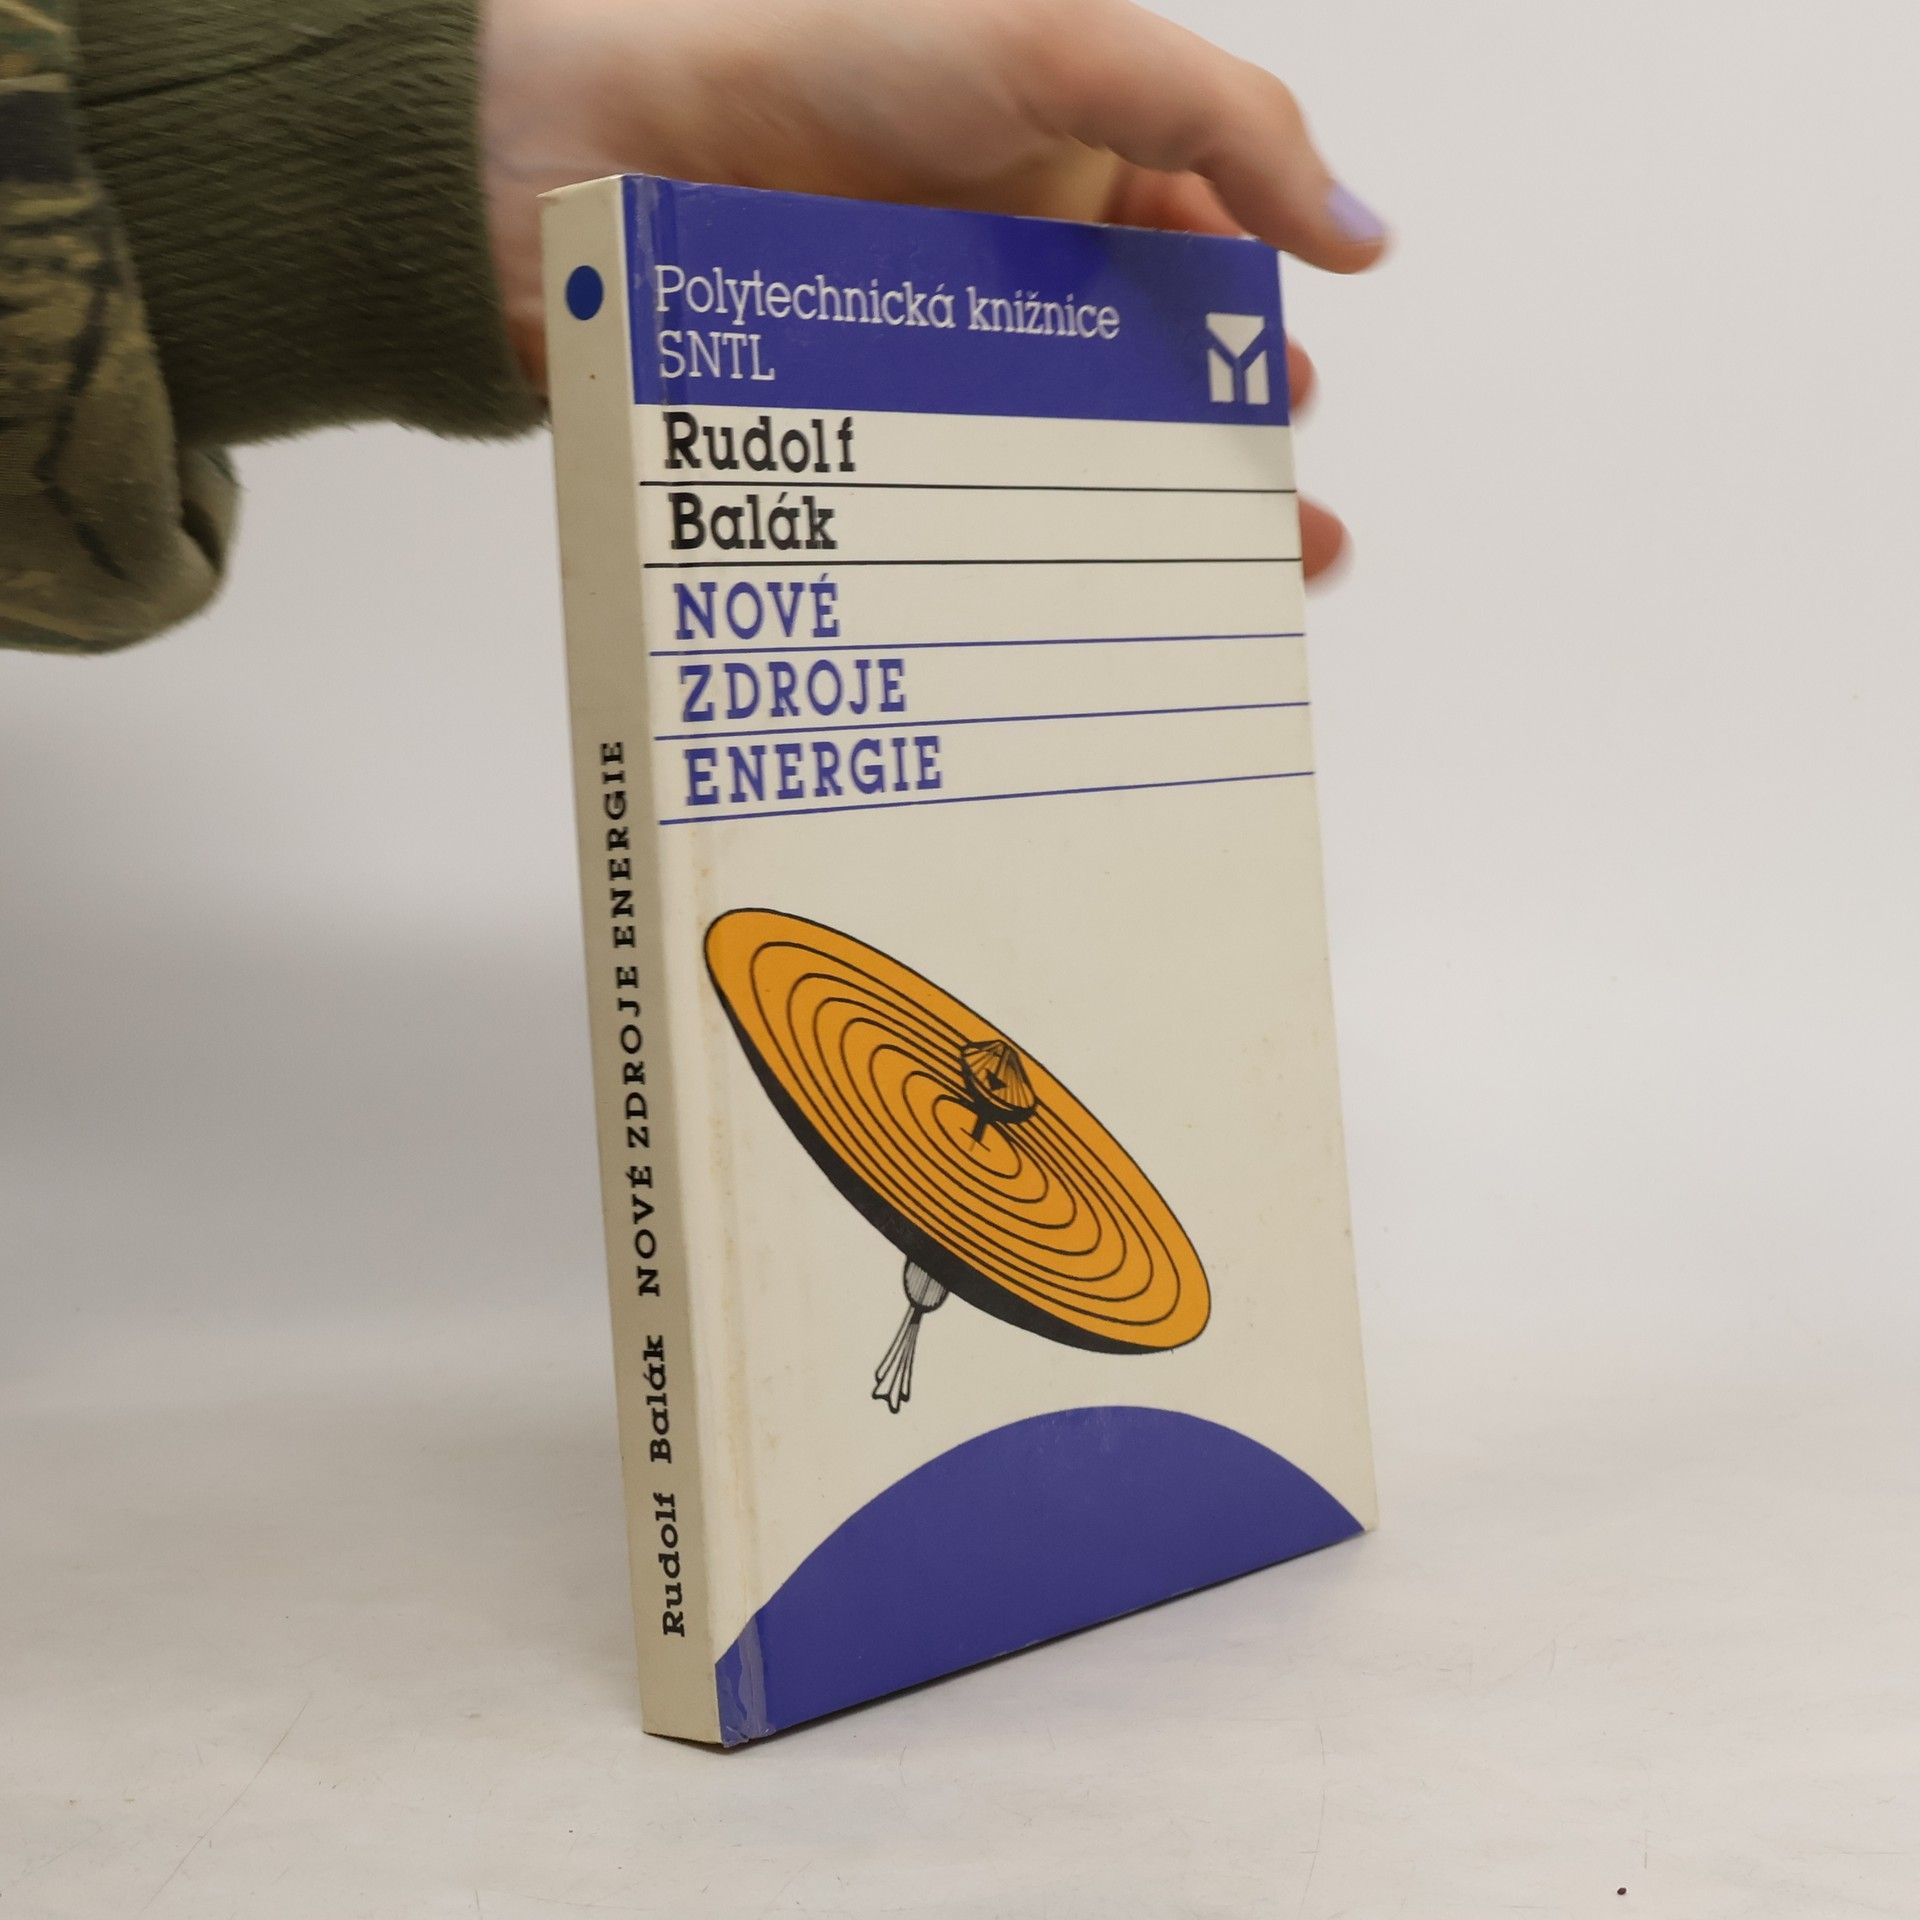 Polytechnická knižnice
SNTL
Rudolf
Balák
NOVÉ
ZDROJE
ENERGIE
Rudolf Balák NOVÉ ZDROJE ENERGIE